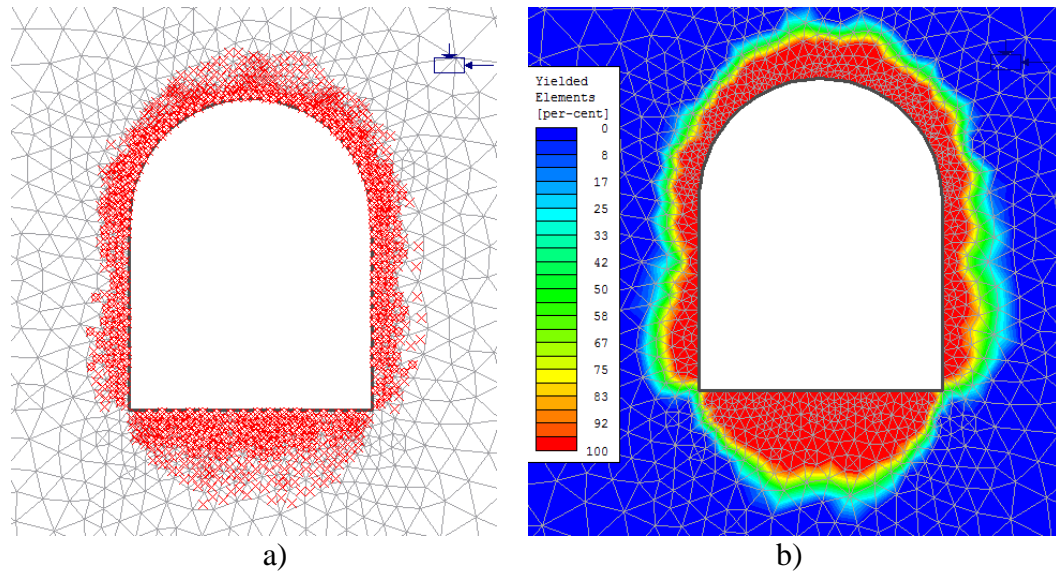 Yielded
Elements
[per-cent]
0
8
17
25
33
42
50
58
67
75
83
92
100
a)
b)